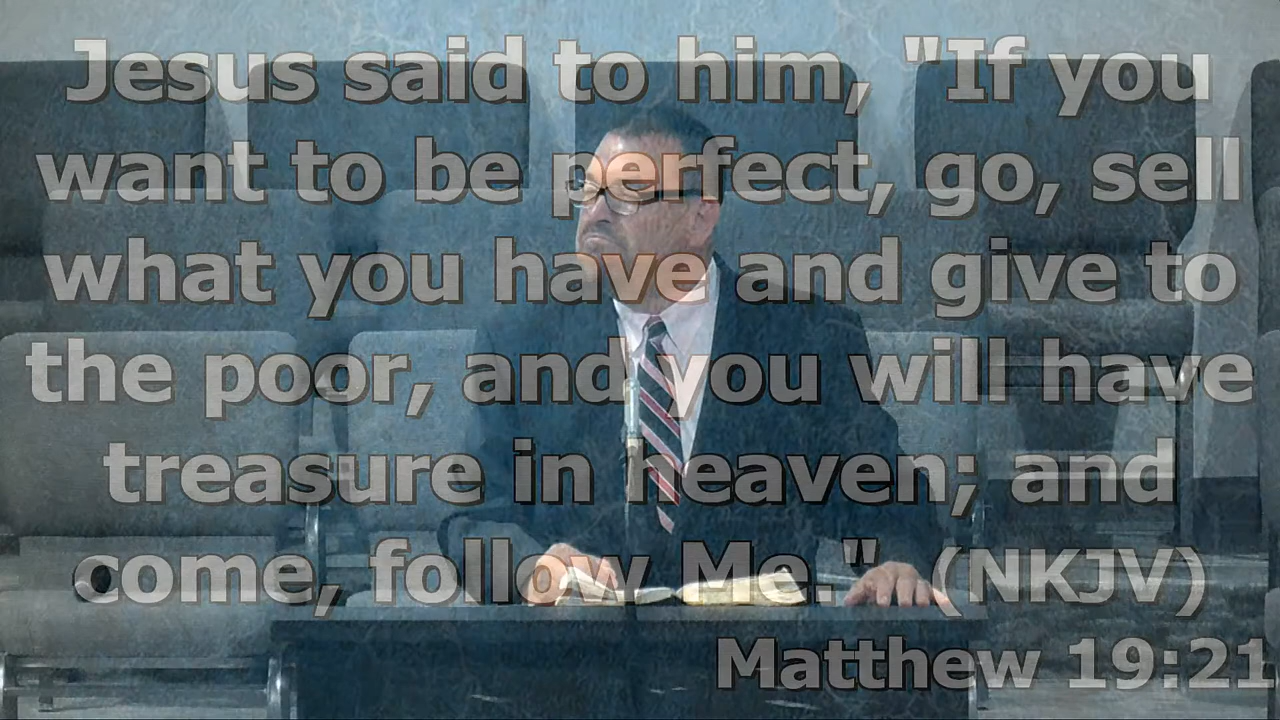 Jesus said to him, "If you
want to be perfect, go, sell
what you have and give to
the poor, and you will have
treasure in heaven; and
come, follow Me."  (NKJV)
Matthew 19:21